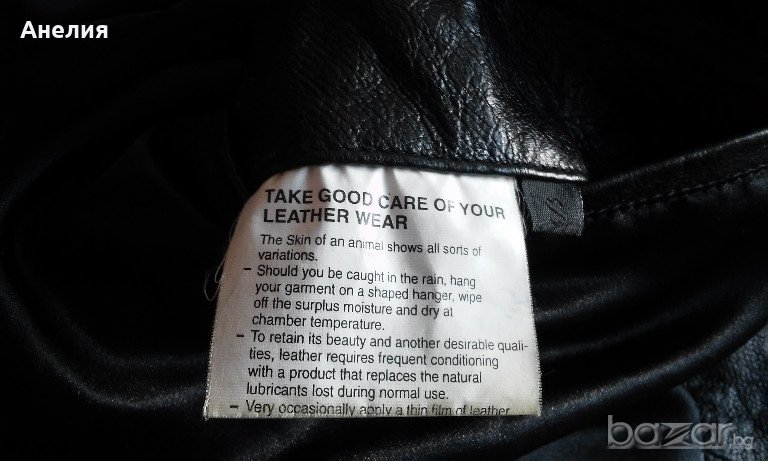 Анелия
TAKE GOOD CARE OF YOUR
LEATHER WEAR
The Skin of an animal shows all sorts of
variations.
- Should you be caught in the rain, hang
your garment on a shaped hanger, wipe
off the surplus moisture and dry at
chamber temperature.
- To retain its beauty and another desirable quali-
ties, leather requires frequent conditioning
with a product that replaces the natural
lubricants lost during normal use.
- Very occasionally apply a thin film of leather
bazar.bg